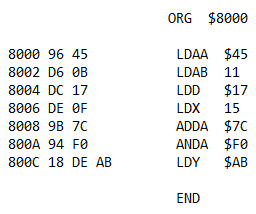 ORG $8000
8000 96 45 LDAA $45
8002 D6 0B LDAB 11
8004 DC 17 LDD $17
8006 DE 0F LDX 15
8008 9B 7C ADDA $7C
800A 94 F0 ANDA $F0
800C 18 DE AB LDY $AB
END